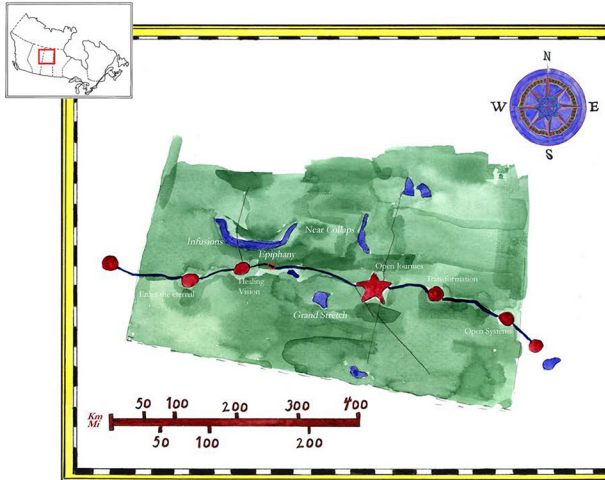 N
W E
S
Infusions
Near Collaps
Epiphany
Open Journies
Healing
Vision
Enter the eternal
Transformation
Grand Stretch
Open Systems
Km
50 100 200 300 400
Mi
50 100 200